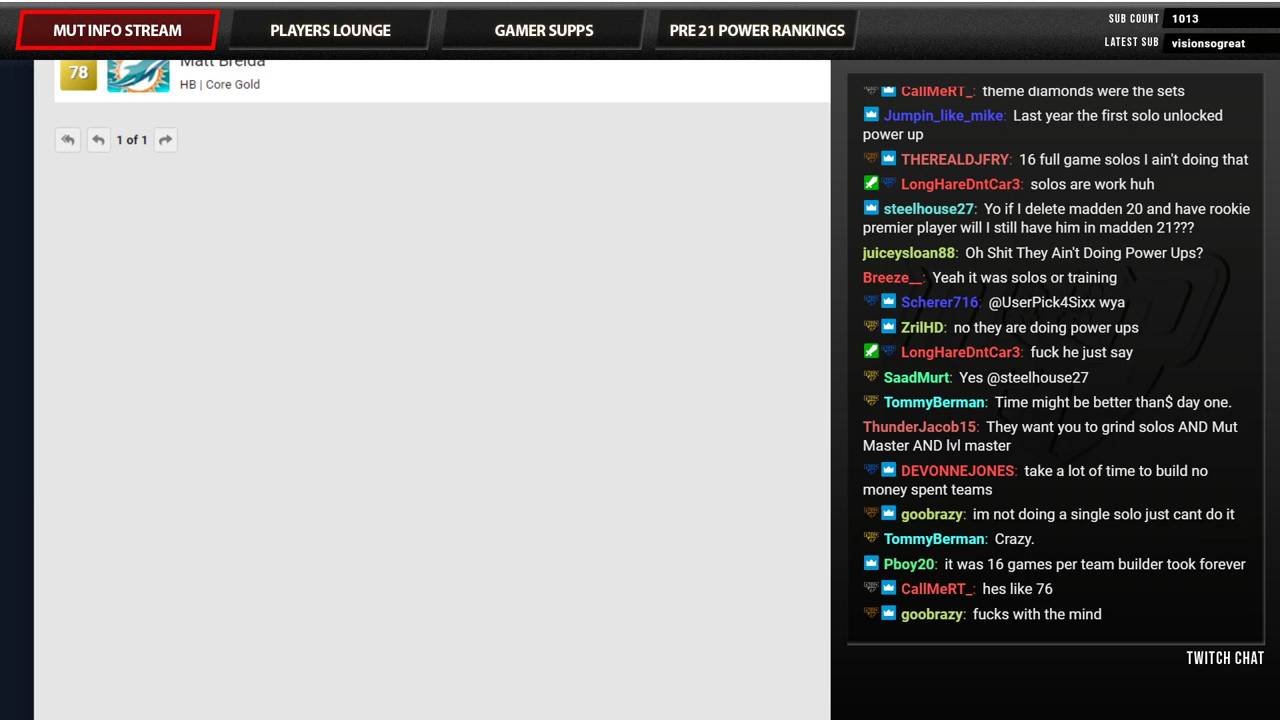 MUT INFO STREAM
PLAYERS LOUNGE
GAMER SUPPS
PRE 21 POWER RANKINGS
SUB COUNT 1013
LATEST SUB visionsogreat
78
Matt Breida
HB | Core Gold
1 of 1
CallMeRT_: theme diamonds were the sets
Jumpin_like_mike: Last year the first solo unlocked
power up
THEREALDJFRY: 16 full game solos I ain't doing that
LongHareDntCar3: solos are work huh
steelhouse27: Yo if I delete madden 20 and have rookie
premier player will I still have him in madden 21???
juiceysloan88: Oh Shit They Ain't Doing Power Ups?
Breeze__: Yeah it was solos or training
Scherer716: @UserPick4Sixx wya
ZrilHD: no they are doing power ups
LongHareDntCar3: fuck he just say
SaadMurt: Yes @steelhouse27
TommyBerman: Time might be better than$ day one.
ThunderJacob15: They want you to grind solos AND Mut
Master AND lvl master
DEVONNEJONES: take a lot of time to build no
money spent teams
goobrazy: im not doing a single solo just cant do it
TommyBerman: Crazy.
Pboy20: it was 16 games per team builder took forever
CallMeRT_: hes like 76
goobrazy: fucks with the mind
TWITCH CHAT